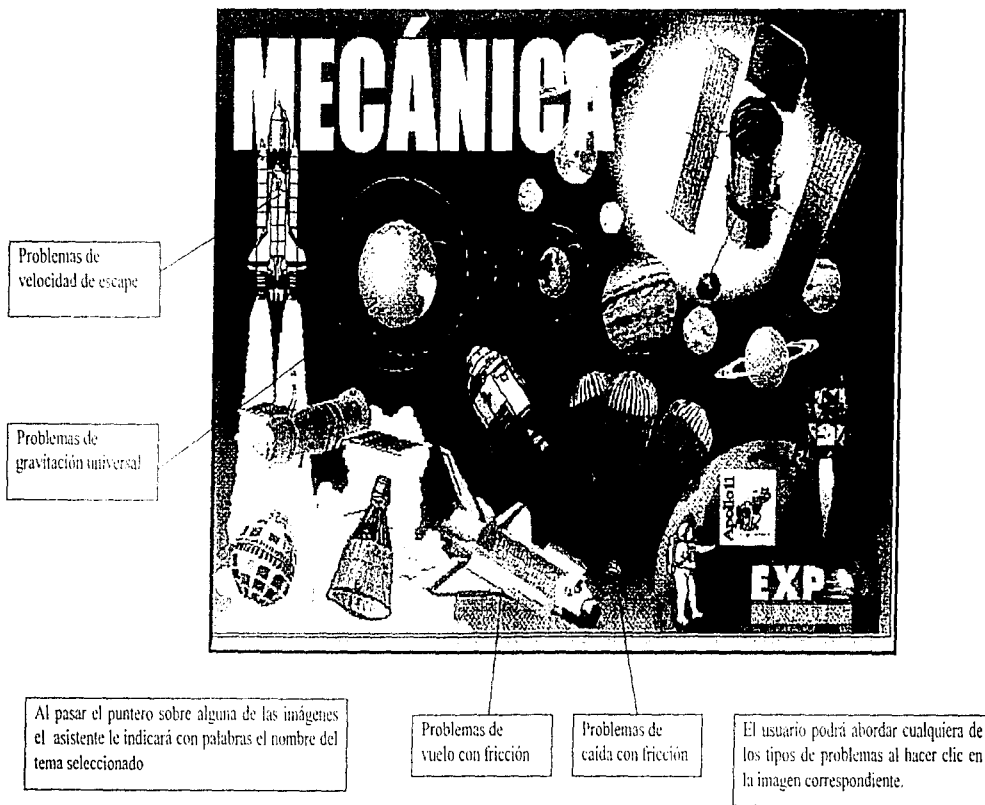 MECÁNICA
Problemas de
velocidad de escape
Problemas de
gravitación universal
Apollo 11
EXP
Al pasar el puntero sobre alguna de las imágenes
el asistente le indicará con palabras el nombre del
tema seleccionado
Problemas de
vuelo con fricción
Problemas de
caída con fricción
El usuario podrá abordar cualquiera de
los tipos de problemas al hacer clic en
la imagen correspondiente.